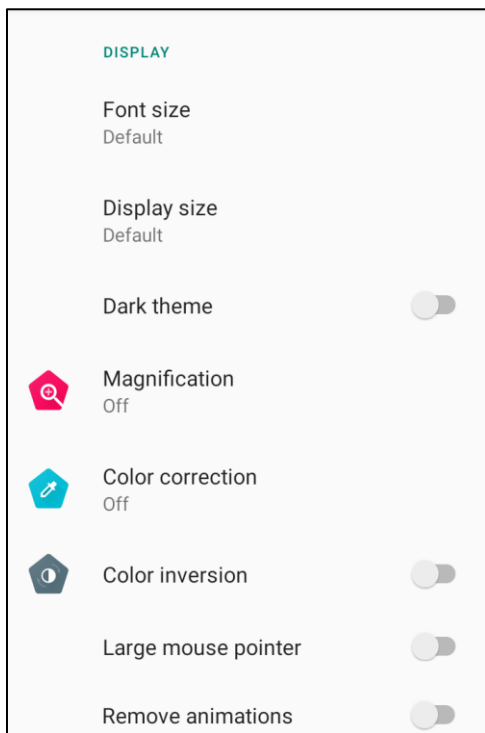 DISPLAY
Font size
Default
Display size
Default
Dark theme
Magnification
Off
Color correction
Off
Color inversion
Large mouse pointer
Remove animations